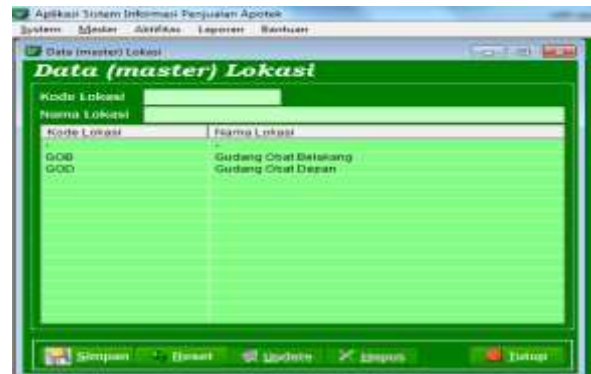 Aplikasi Sistem Informasi Penjualan Apotek
System Master Aktifitas Laporan Bantuan
Data (master) Lokasi
Data (master) Lokasi
Kode Lokasi
Nama Lokasi
Kode Lokasi Nama Lokasi
- -
GOB Gudang Obat Belakang
GOD Gudang Obat Depan
Simpan Reset Update Hapus Tutup